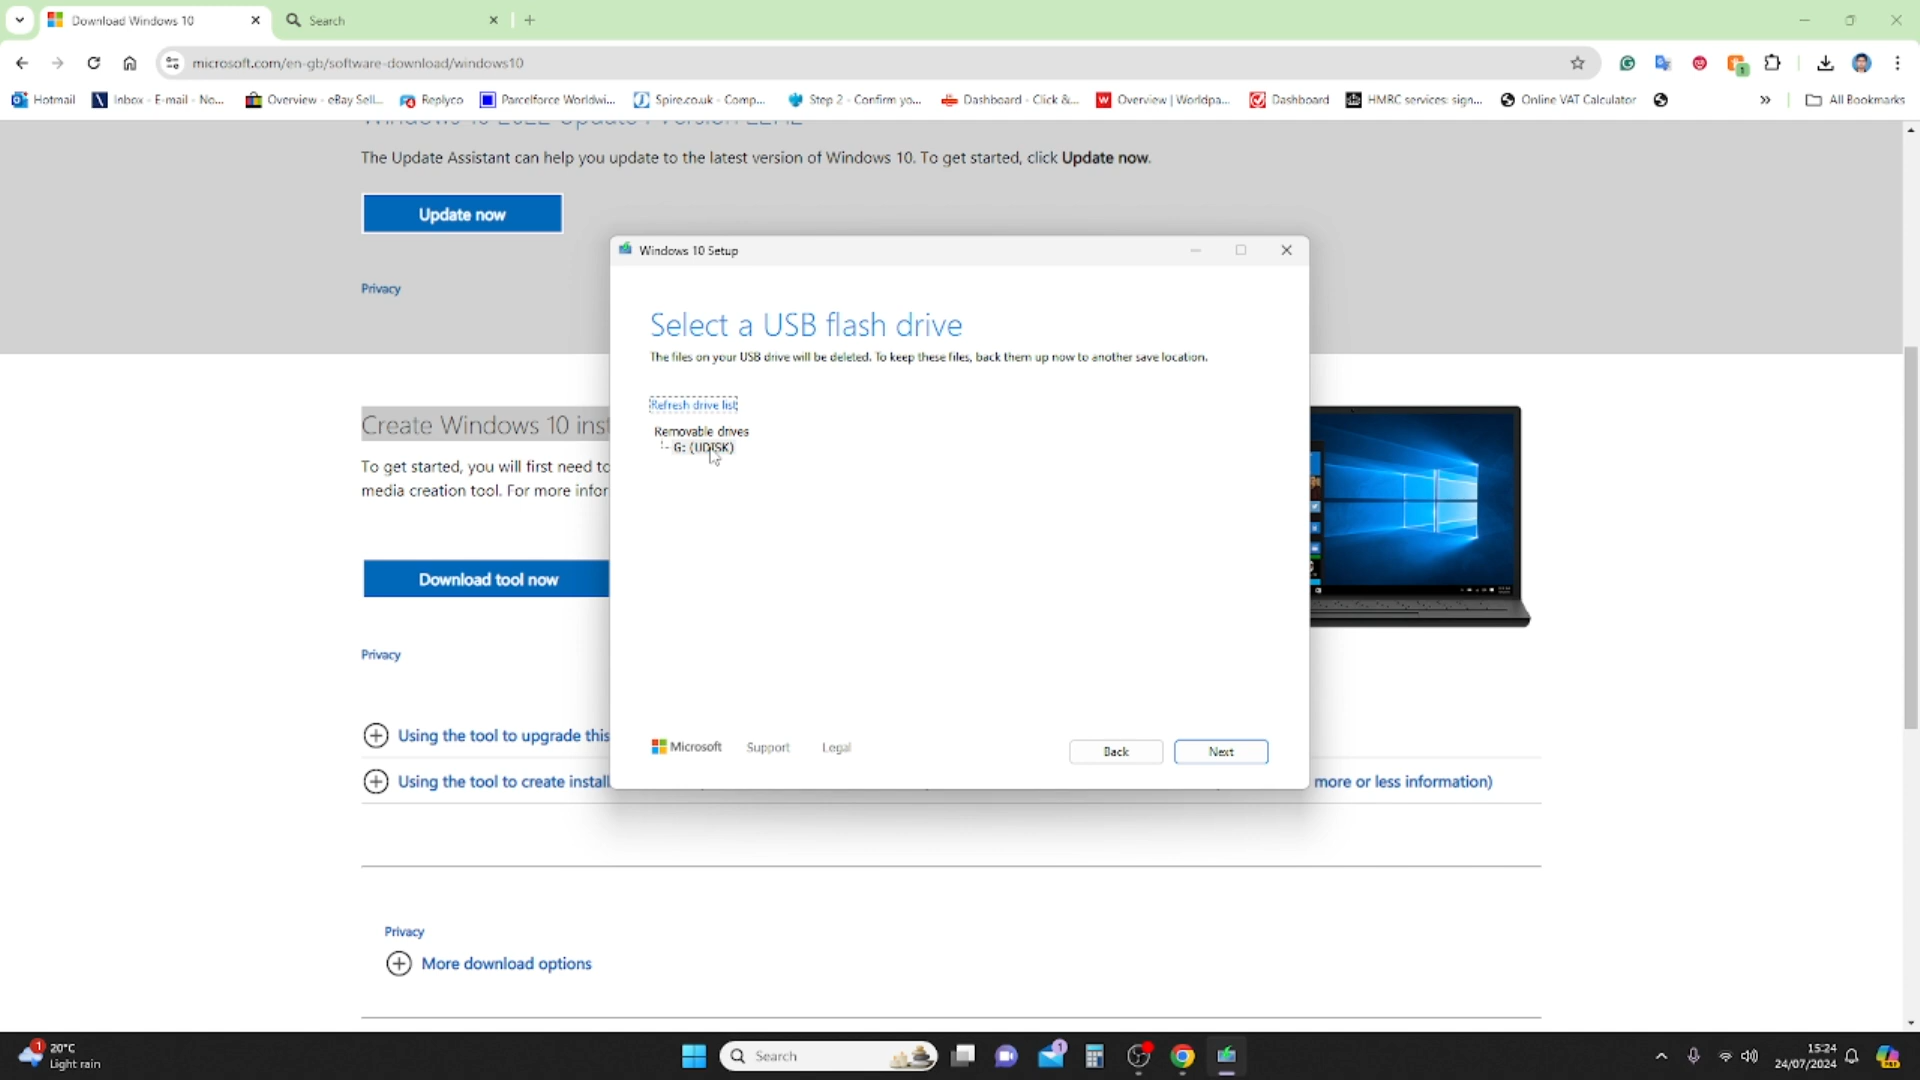 Download Windows 10
Search
microsoft.com/en-gb/software-download/windows10
1
Hotmail
Inbox - E-mail - No...
Overview - eBay Sell...
Replyco
Parcelforce Worldwi...
Spire.co.uk - Comp...
Step 2 - Confirm yo...
Dashboard - Click &...
Overview | Worldpa...
Dashboard
HMRC services: sign...
Online VAT Calculator
All Bookmarks
The Update Assistant can help you update to the latest version of Windows 10. To get started, click Update now.
Update now
Privacy
Windows 10 Setup
Select a USB flash drive
The files on your USB drive will be deleted. To keep these files, back them up now to another save location.
Refresh drive list
Removable drives
G: (UDISK)
Microsoft
Support
Legal
Back
Next
Create Windows 10 inst
To get started, you will first need to
media creation tool. For more infor
Download tool now
Privacy
Using the tool to upgrade this
Using the tool to create install
more or less information)
Privacy
More download options
1
20°C
Light rain
Search
1
15:24
24/07/2024